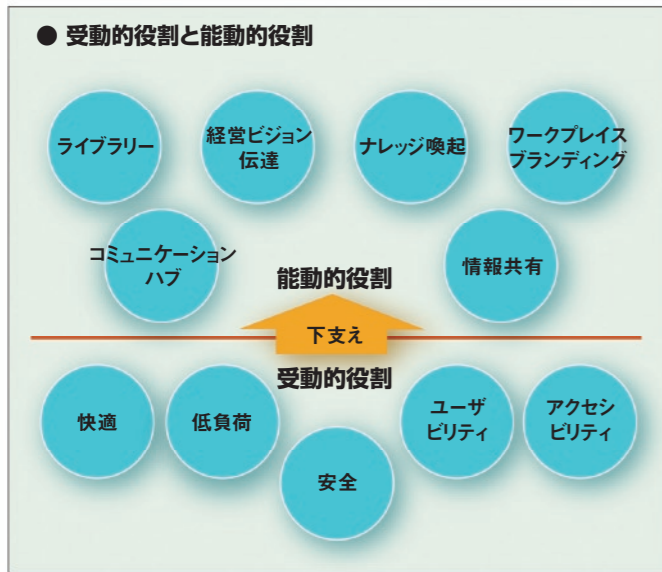 ● 受動的役割と能動的役割
ライブラリー
経営ビジョン
伝達
ナレッジ喚起
ワークプレイス
ブランディング
コミュニケーション
ハブ
情報共有
能動的役割
下支え
受動的役割
快適
低負荷
安全
ユーザ
ビリティ
アクセシ
ビリティ